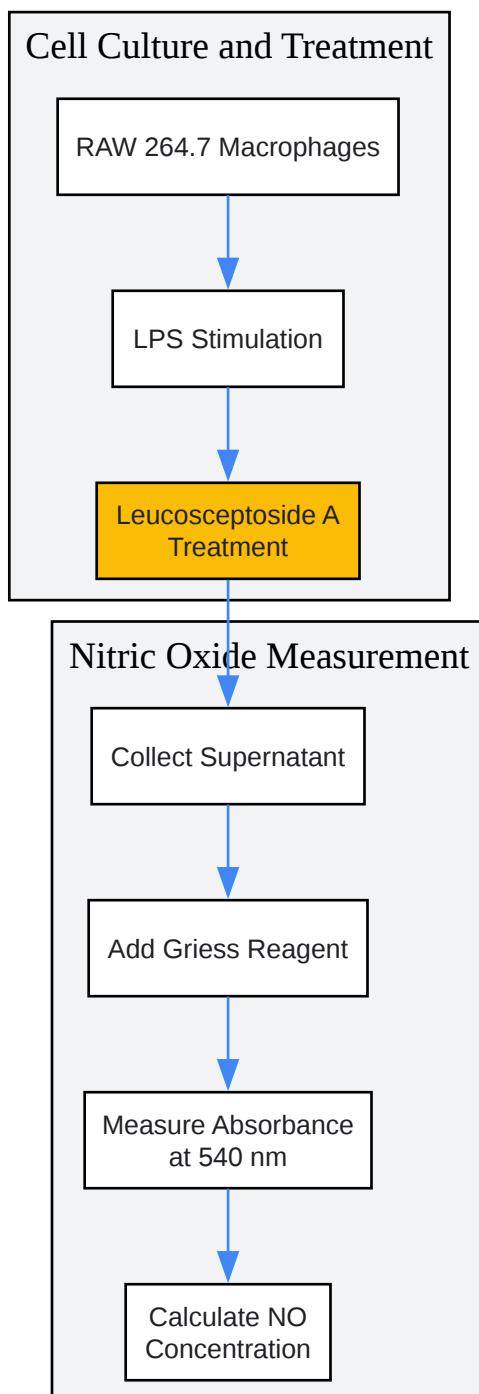 Cell Culture and Treatment
RAW 264.7 Macrophages
LPS Stimulation
Leucosceptoside A
Treatment
Nitric Oxide Measurement
Collect Supernatant
Add Griess Reagent
Measure Absorbance
at 540 nm
Calculate NO
Concentration